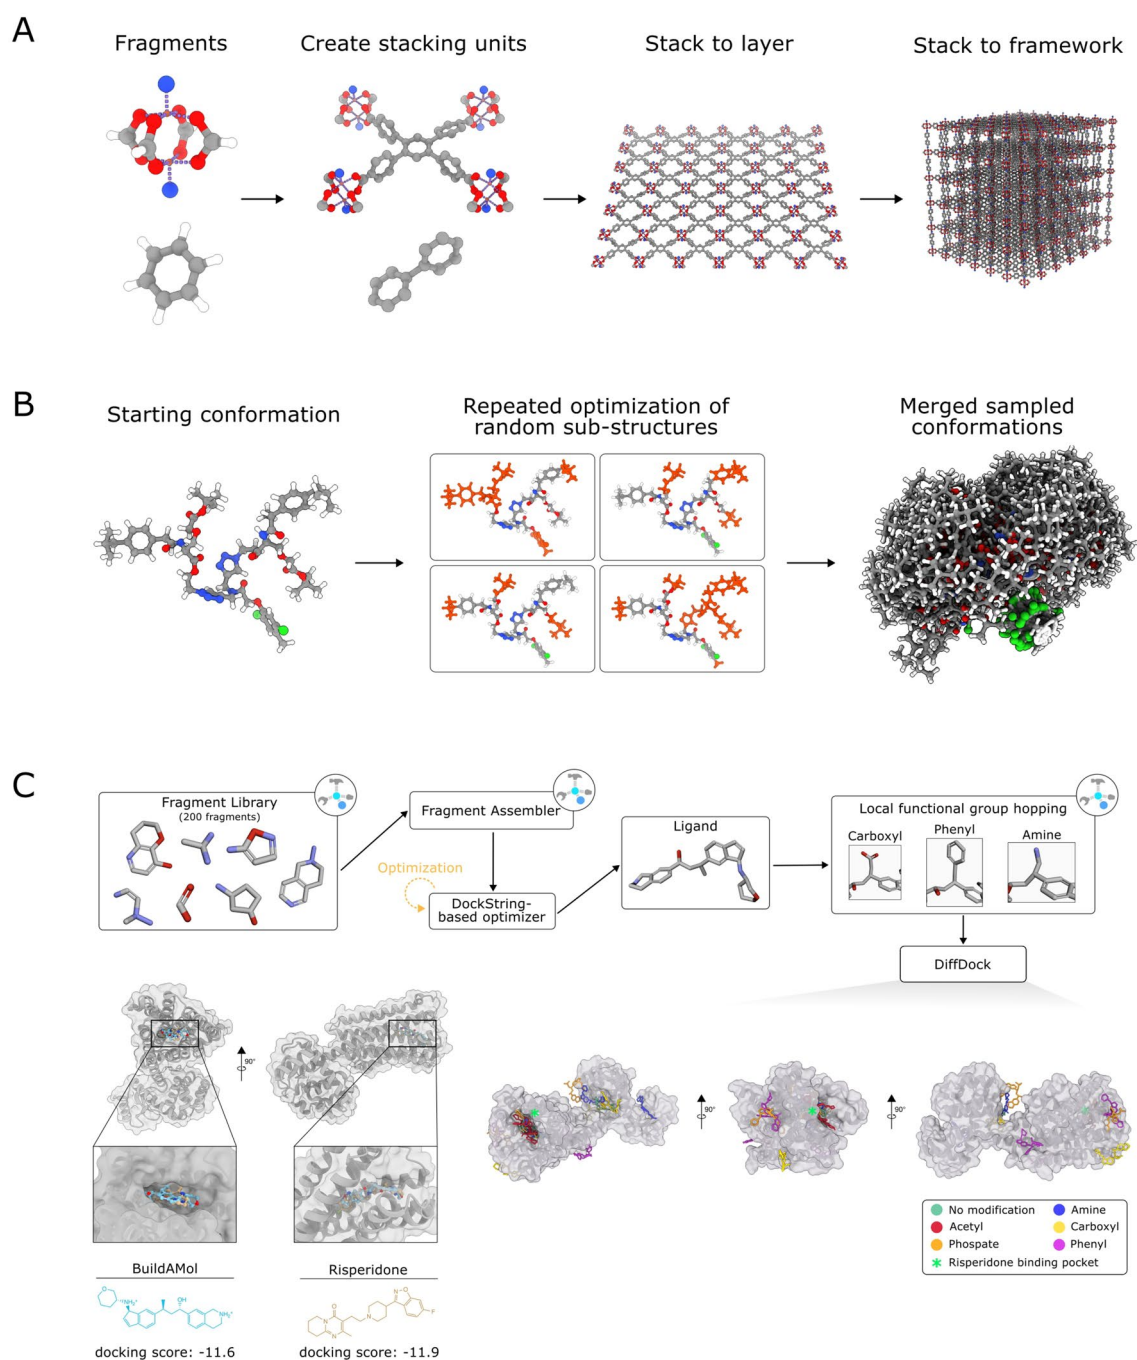 A
Fragments
Create stacking units
Stack to layer
Stack to framework
B
Starting conformation
Repeated optimization of
random sub-structures
Merged sampled
conformations
C
Fragment Library
(200 fragments)
Fragment Assembler
Optimization
DockString-
based optimizer
Ligand
Local functional group hopping
Carboxyl
Phenyl
Amine
DiffDock
90°
90°
90°
No modification
Amine
Acetyl
Carboxyl
Phospate
Phenyl
Risperidone binding pocket
BuildAMol
Risperidone
O
NH₂⁺
OH
NH₂⁺
O
N
N
N
O
N
F
docking score: -11.6
docking score: -11.9